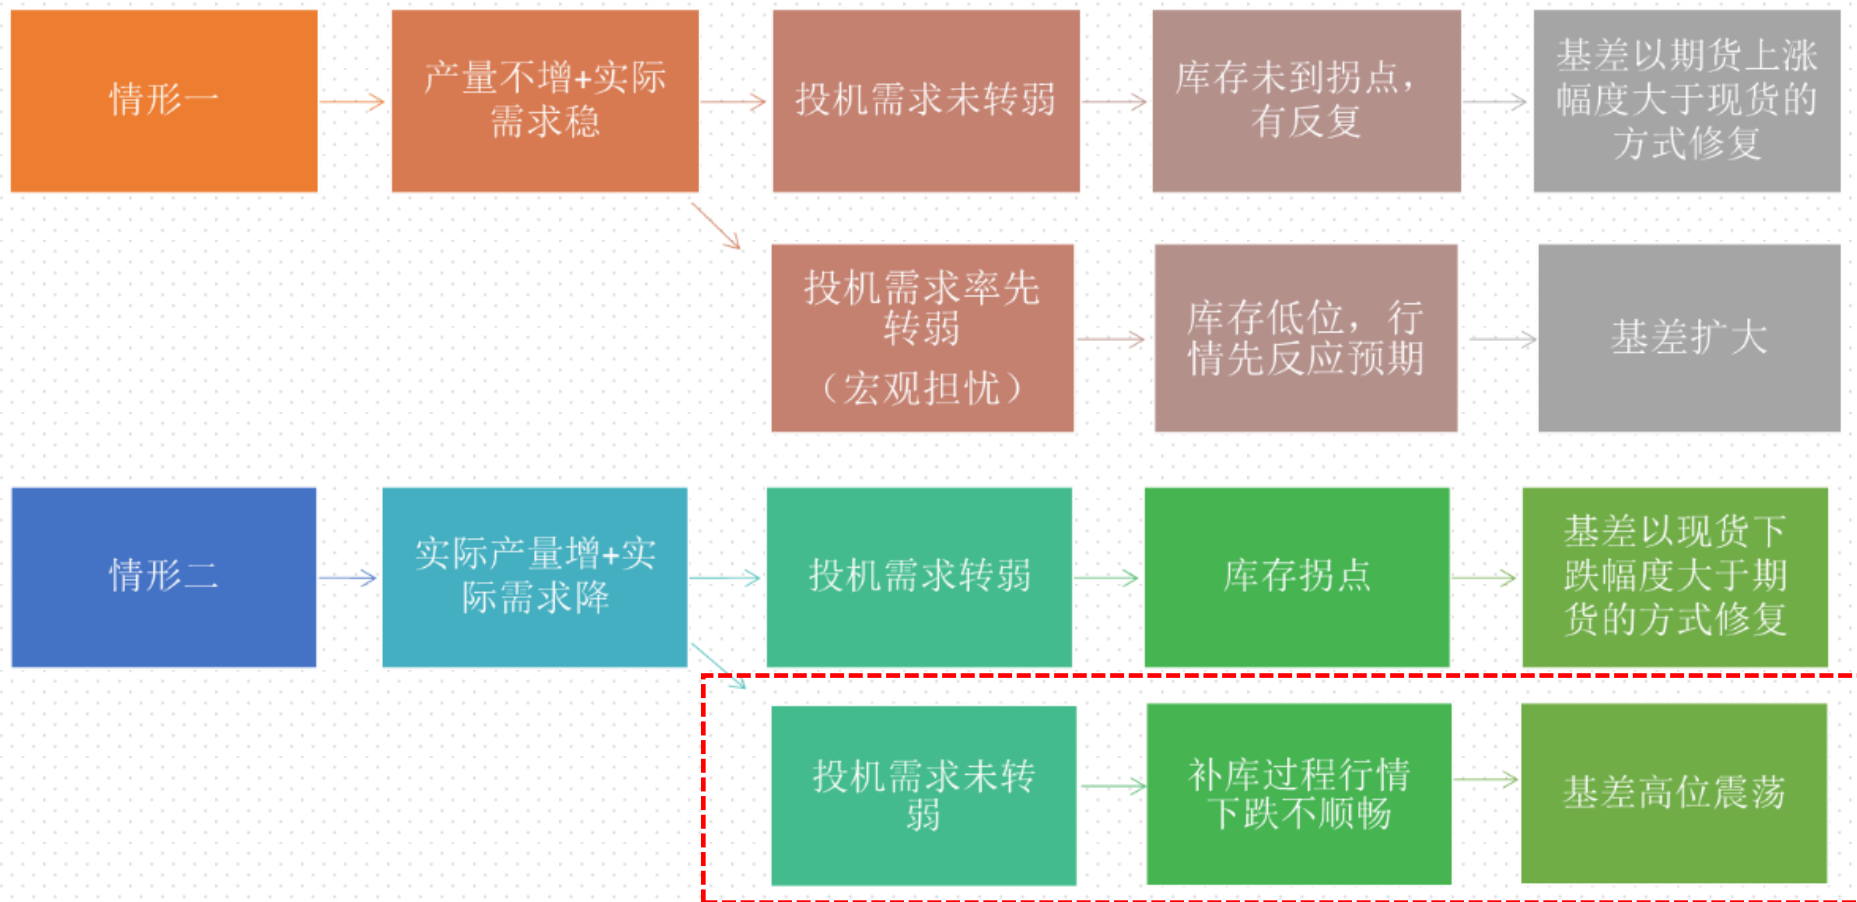 情形一
产量不增+实际
需求稳
投机需求未转弱
库存未到拐点，
有反复
基差以期货上涨
幅度大于现货的
方式修复
投机需求率先
转弱
（宏观担忧）
库存低位，行
情先反应预期
基差扩大
情形二
实际产量增+实
际需求降
投机需求转弱
库存拐点
基差以现货下
跌幅度大于期
货的方式修复
投机需求未转
弱
补库过程行情
下跌不顺畅
基差高位震荡